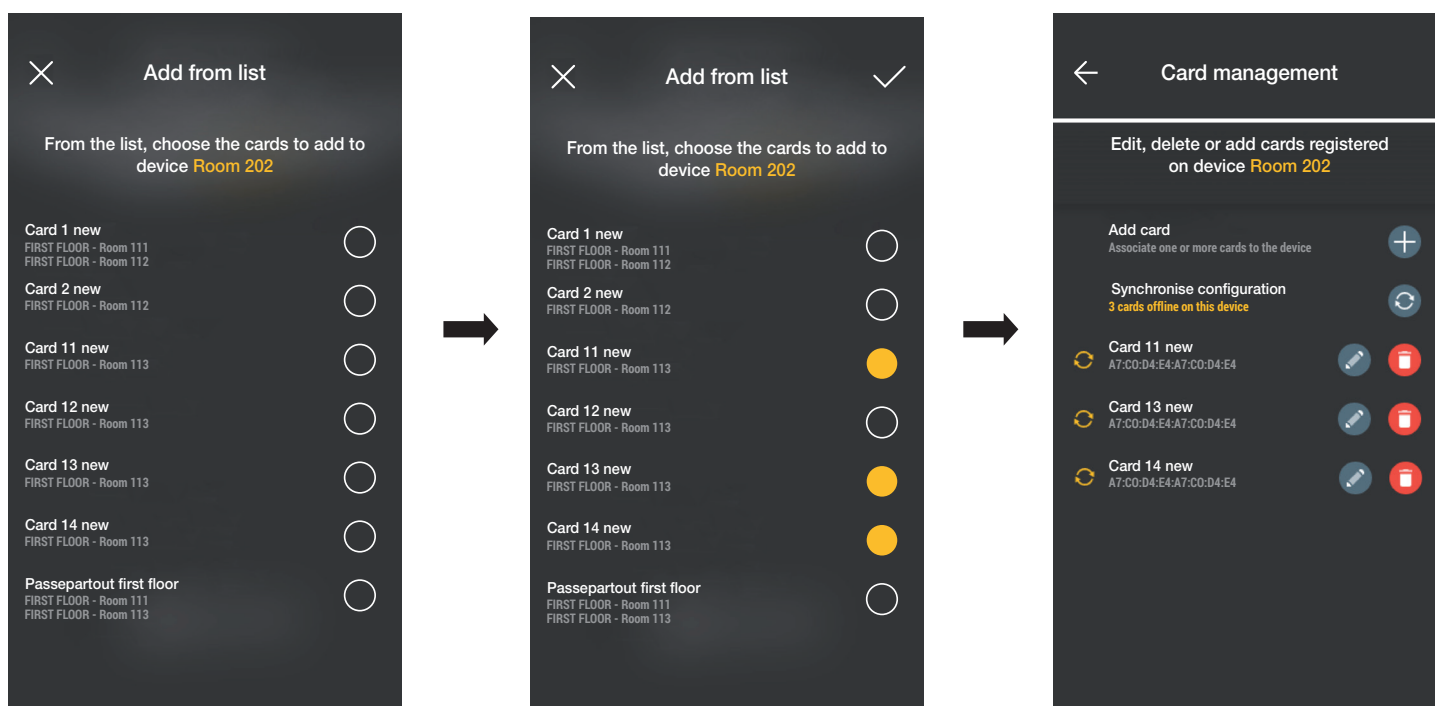 Add from list
From the list, choose the cards to add to
device Room 202
Card 1 new
FIRST FLOOR - Room 111
FIRST FLOOR - Room 112
Card 2 new
FIRST FLOOR - Room 112
Card 11 new
FIRST FLOOR - Room 113
Card 12 new
FIRST FLOOR - Room 113
Card 13 new
FIRST FLOOR - Room 113
Card 14 new
FIRST FLOOR - Room 113
Passepartout first floor
FIRST FLOOR - Room 111
FIRST FLOOR - Room 113
Add from list
From the list, choose the cards to add to
device Room 202
Card 1 new
FIRST FLOOR - Room 111
FIRST FLOOR - Room 112
Card 2 new
FIRST FLOOR - Room 112
Card 11 new
FIRST FLOOR - Room 113
Card 12 new
FIRST FLOOR - Room 113
Card 13 new
FIRST FLOOR - Room 113
Card 14 new
FIRST FLOOR - Room 113
Passepartout first floor
FIRST FLOOR - Room 111
FIRST FLOOR - Room 113
Card management
Edit, delete or add cards registered
on device Room 202
Add card
Associate one or more cards to the device
Synchronise configuration
3 cards offline on this device
Card 11 new
A7:C0:D4:E4:A7:C0:D4:E4
Card 13 new
A7:C0:D4:E4:A7:C0:D4:E4
Card 14 new
A7:C0:D4:E4:A7:C0:D4:E4